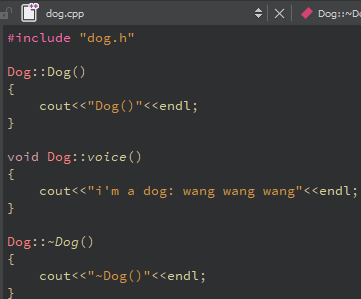 dog.cpp Dog::~Do
#include "dog.h"
Dog::Dog()
{
    cout<<"Dog()"<<endl;
}
void Dog::voice()
{
    cout<<"i'm a dog: wang wang wang"<<endl;
}
Dog::~Dog()
{
    cout<<"~Dog()"<<endl;
}